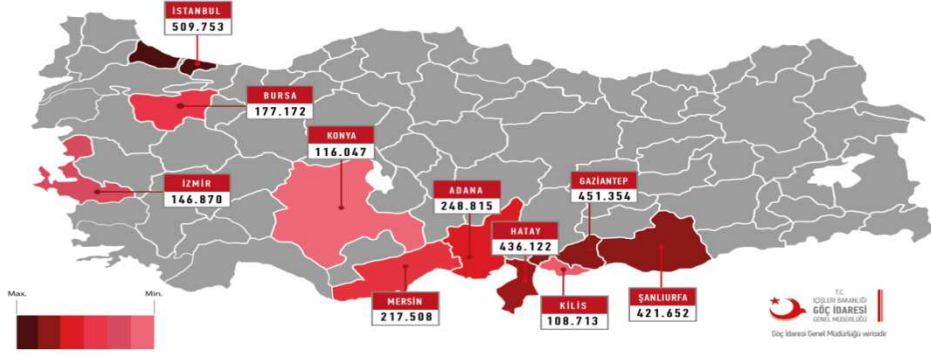 İSTANBUL
509.753
BURSA
177.172
KONYA
116.047
İZMİR
146.870
ADANA
248.815
GAZİANTEP
451.354
HATAY
436.122
MERSİN
217.508
KİLİS
108.713
ŞANLIURFA
421.652
Max. Min.
T.C.
İÇİŞLERİ BAKANLIĞI
GÖÇ İDARESİ
GENEL MÜDÜRLÜĞÜ
Göç İdaresi Genel Müdürlüğü verisidir